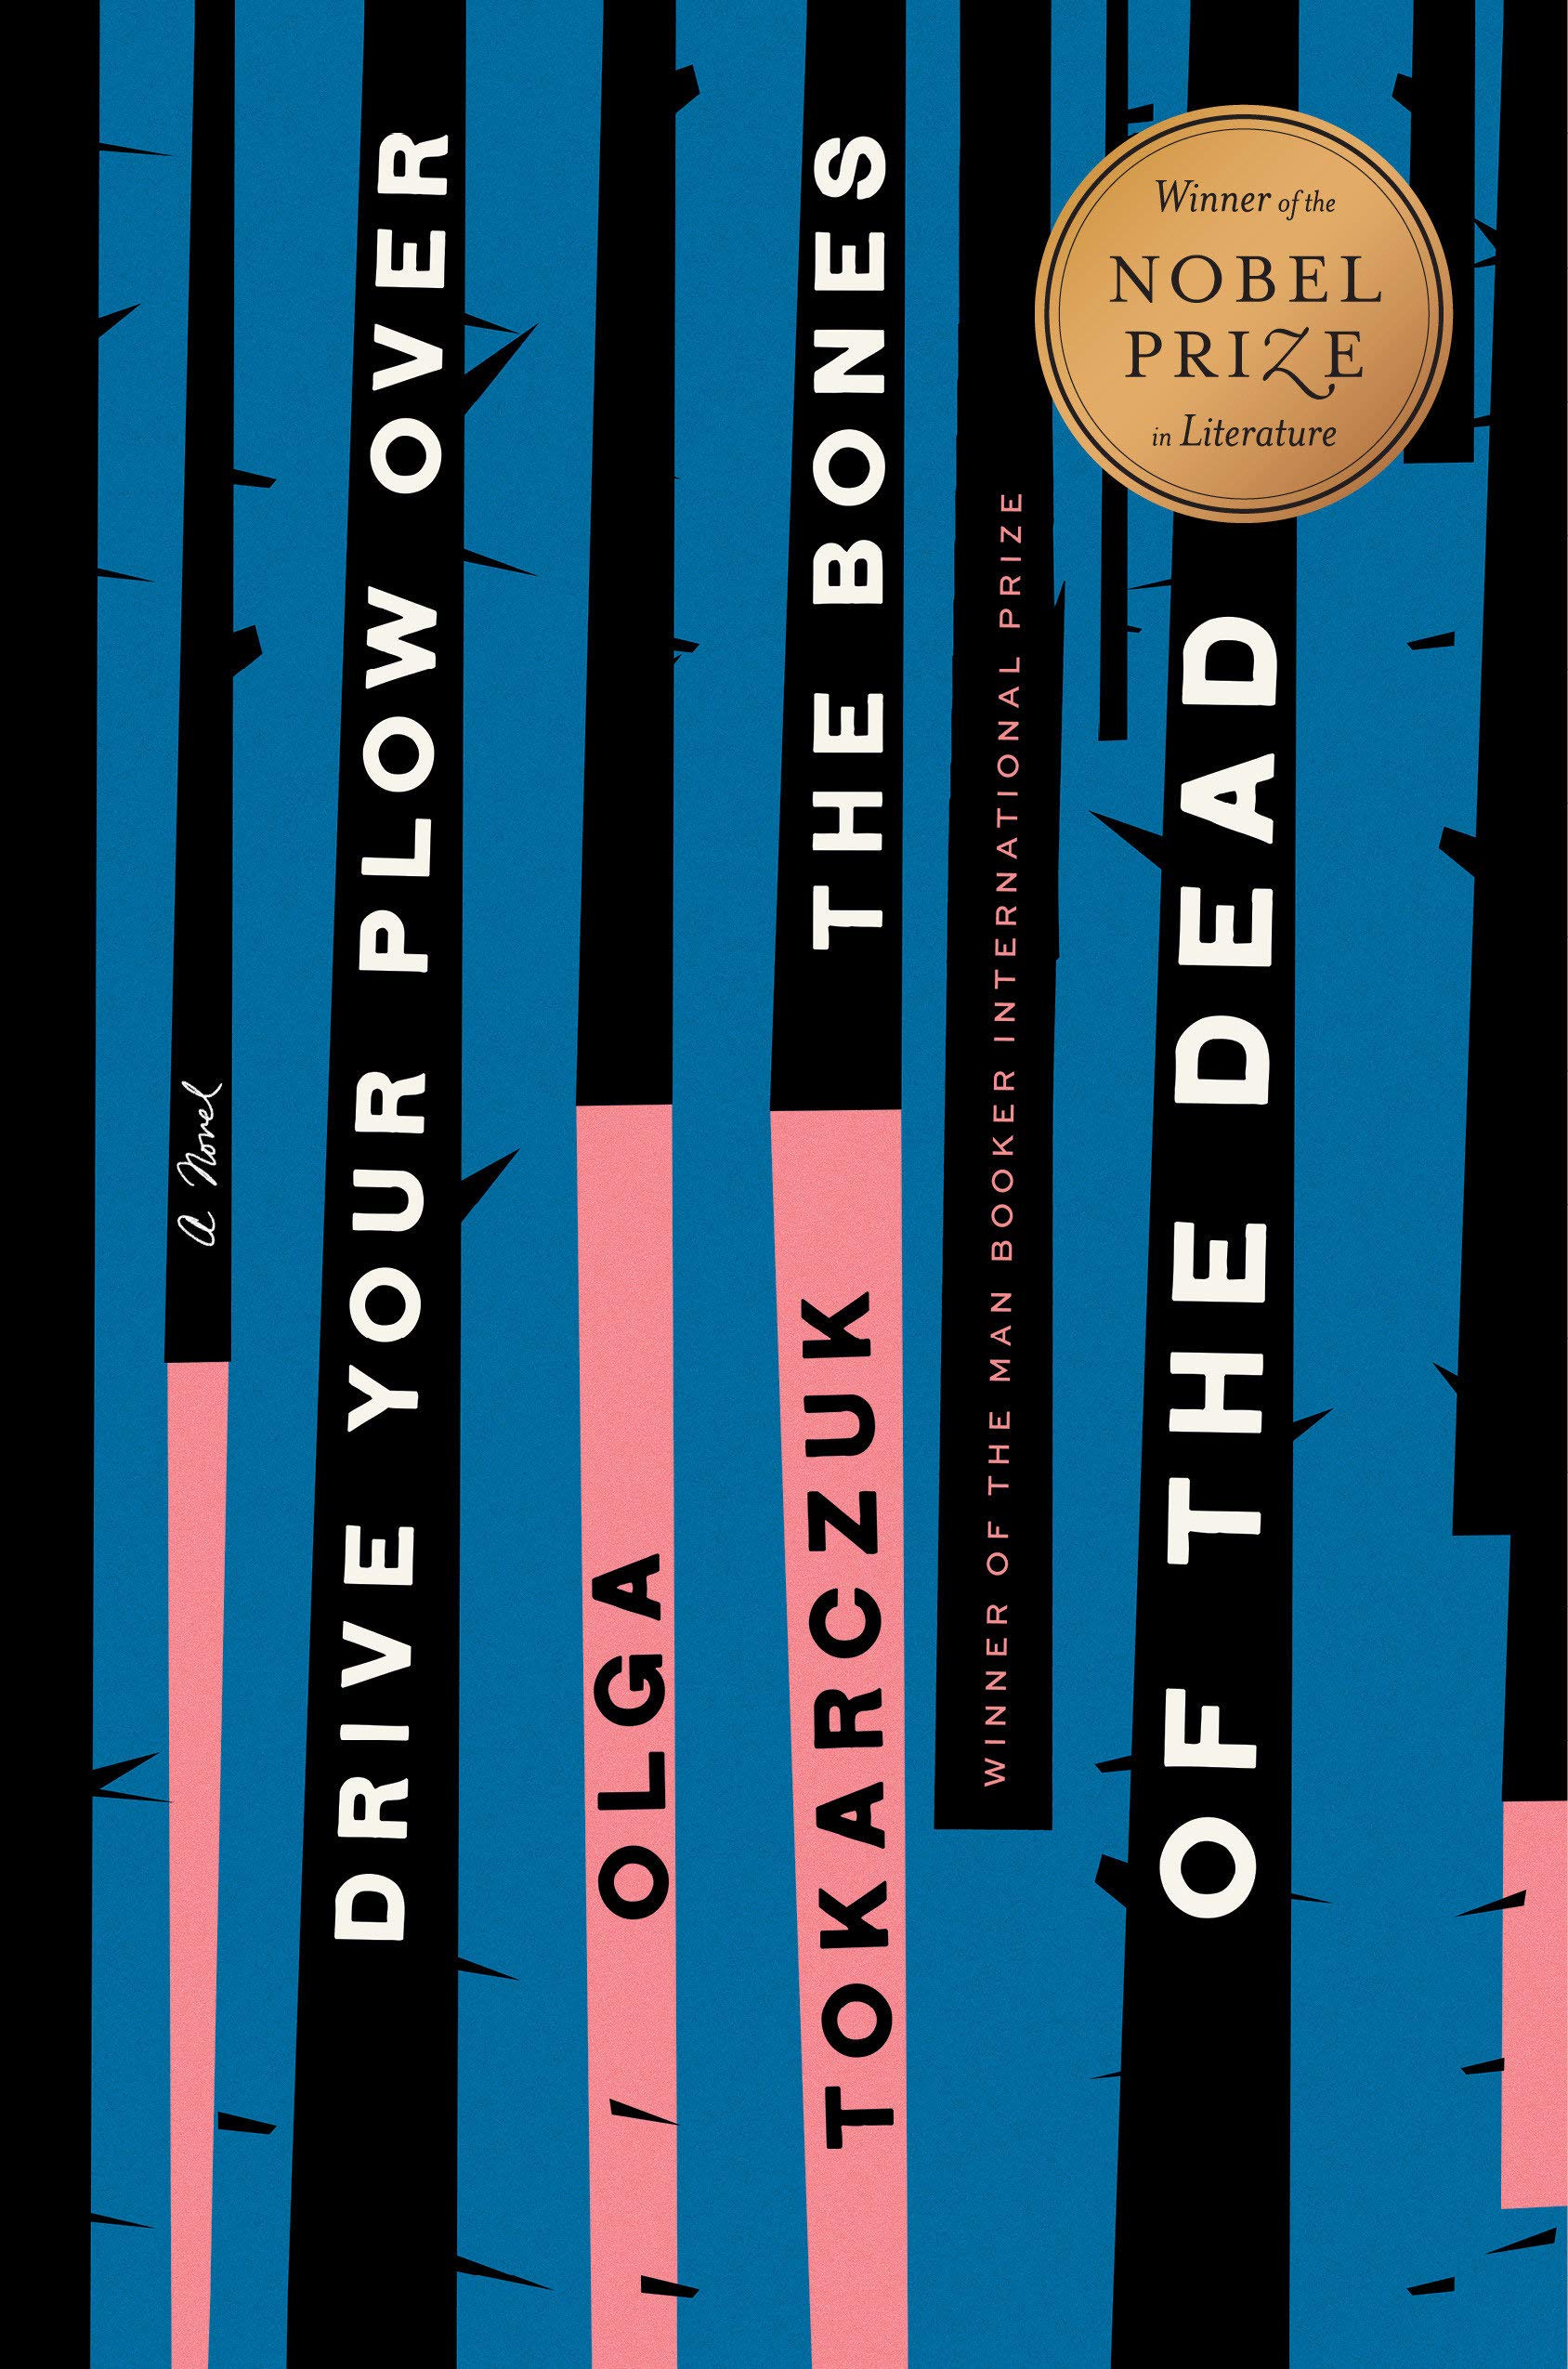 A Novel
DRIVE YOUR PLOW OVER
THE BONES
OF THE DEAD
OLGA
TOKARCZUK
WINNER OF THE MAN BOOKER INTERNATIONAL PRIZE
Winner of the
NOBEL
PRIZE
in Literature